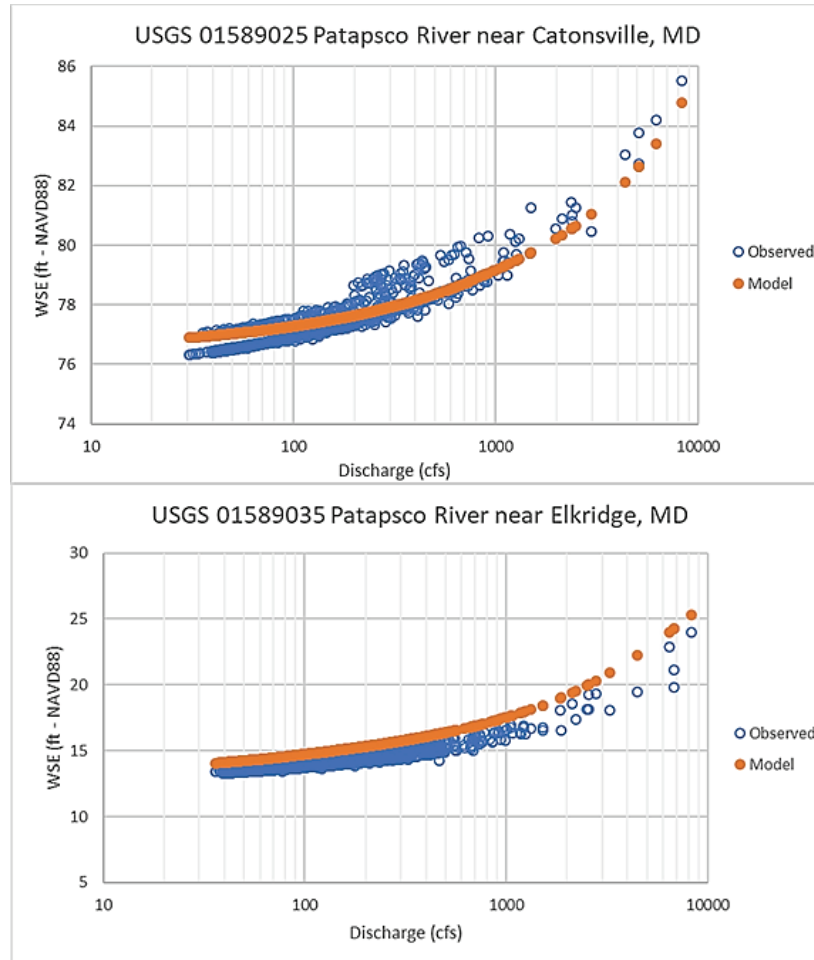 USGS 01589025 Patapsco River near Catonsville, MD
86
84
82
80
78
76
74
WSE (ft - NAVD88)
10
100
1000
10000
Discharge (cfs)
Observed
Model
USGS 01589035 Patapsco River near Elkridge, MD
30
25
20
15
10
5
WSE (ft - NAVD88)
10
100
1000
10000
Discharge (cfs)
Observed
Model